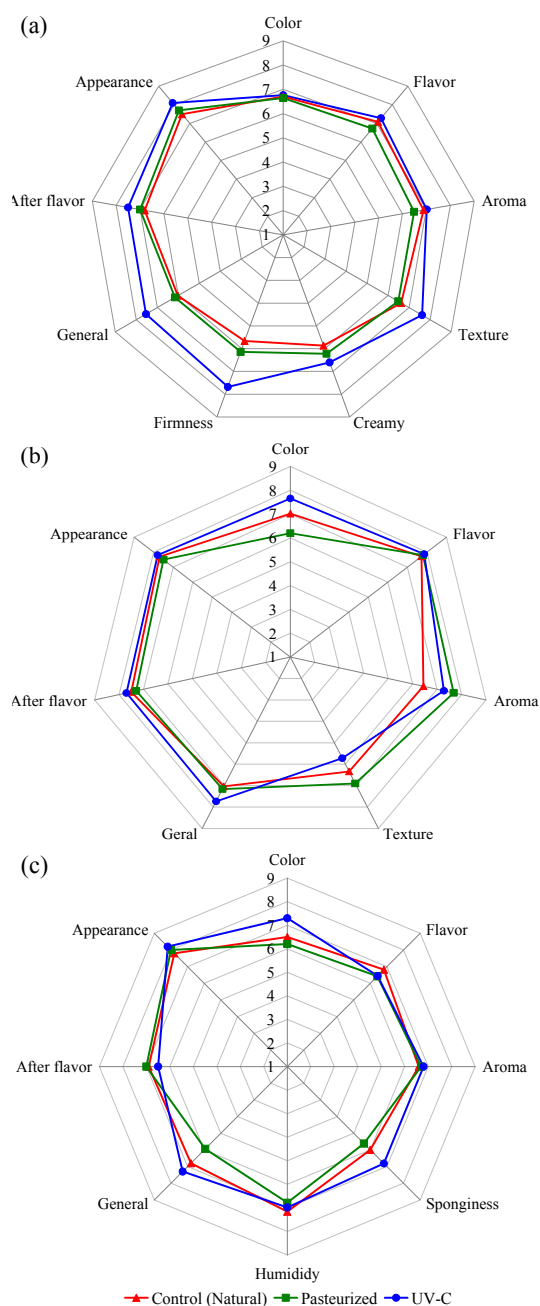 (a)
Color
9
8
7
6
5
4
3
2
1
Appearance
Flavor
After flavor
Aroma
General
Texture
Firmness
Creamy
(b)
Color
9
8
7
6
5
4
3
2
1
Appearance
Flavor
After flavor
Aroma
Geral
Texture
(c)
Color
9
8
7
6
5
4
3
2
1
Appearance
Flavor
After flavor
Aroma
General
Sponginess
Humididy
Control (Natural) Pasteurized UV-C